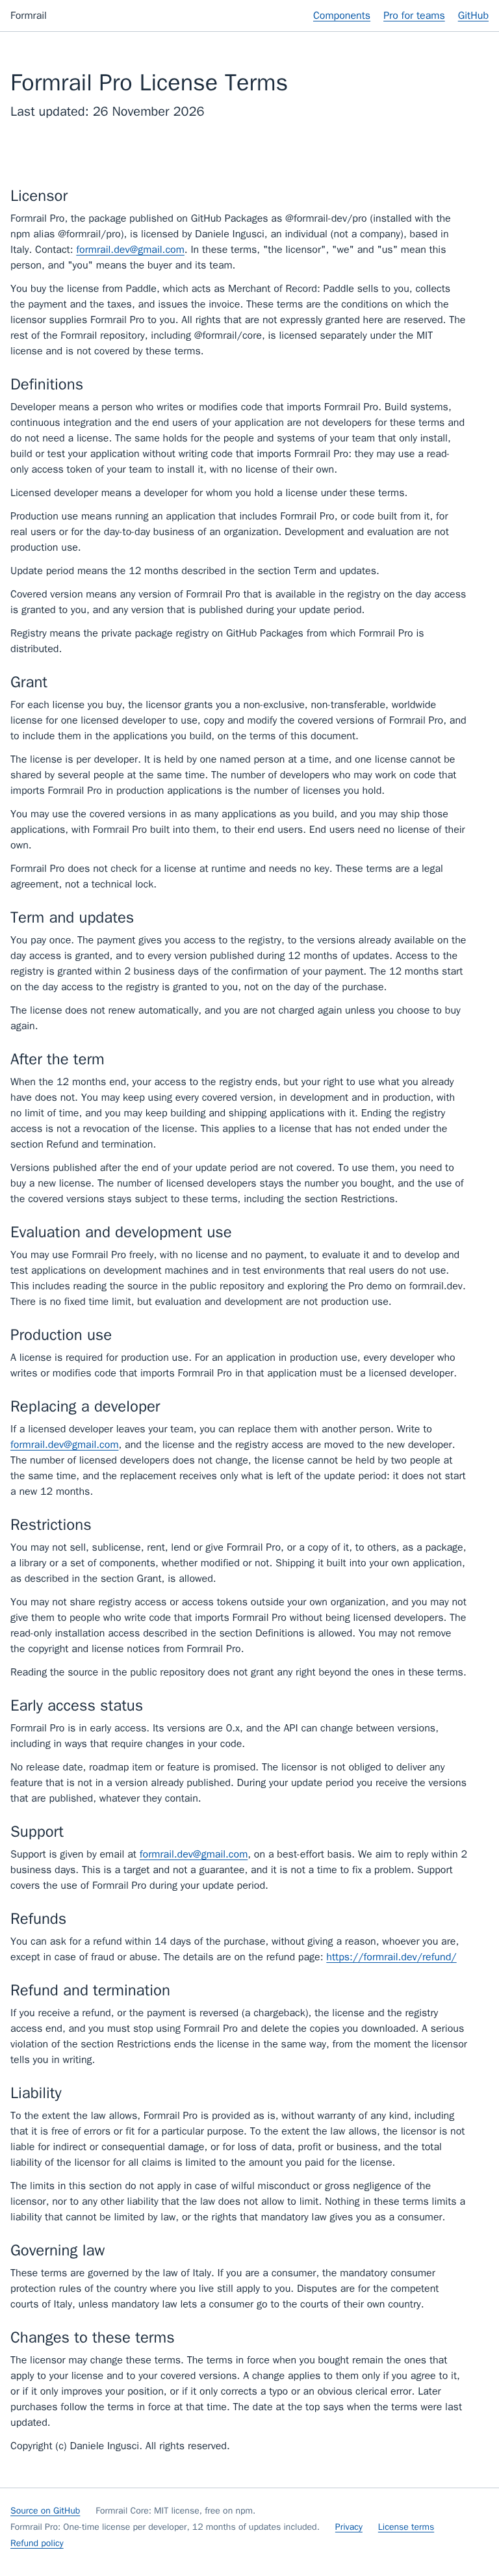 Formrail
Components
Pro for teams
GitHub
Formrail Pro License Terms
Last updated: 26 November 2026
Licensor
Formrail Pro, the package published on GitHub Packages as @formrail-dev/pro (installed with the
npm alias @formrail/pro), is licensed by Daniele Ingusci, an individual (not a company), based in
Italy. Contact: formrail.dev@gmail.com. In these terms, "the licensor", "we" and "us" mean this
person, and "you" means the buyer and its team.
You buy the license from Paddle, which acts as Merchant of Record: Paddle sells to you, collects
the payment and the taxes, and issues the invoice. These terms are the conditions on which the
licensor supplies Formrail Pro to you. All rights that are not expressly granted here are reserved. The
rest of the Formrail repository, including @formrail/core, is licensed separately under the MIT
license and is not covered by these terms.
Definitions
Developer means a person who writes or modifies code that imports Formrail Pro. Build systems,
continuous integration and the end users of your application are not developers for these terms and
do not need a license. The same holds for the people and systems of your team that only install,
build or test your application without writing code that imports Formrail Pro: they may use a read-
only access token of your team to install it, with no license of their own.
Licensed developer means a developer for whom you hold a license under these terms.
Production use means running an application that includes Formrail Pro, or code built from it, for
real users or for the day-to-day business of an organization. Development and evaluation are not
production use.
Update period means the 12 months described in the section Term and updates.
Covered version means any version of Formrail Pro that is available in the registry on the day access
is granted to you, and any version that is published during your update period.
Registry means the private package registry on GitHub Packages from which Formrail Pro is
distributed.
Grant
For each license you buy, the licensor grants you a non-exclusive, non-transferable, worldwide
license for one licensed developer to use, copy and modify the covered versions of Formrail Pro, and
to include them in the applications you build, on the terms of this document.
The license is per developer. It is held by one named person at a time, and one license cannot be
shared by several people at the same time. The number of developers who may work on code that
imports Formrail Pro in production applications is the number of licenses you hold.
You may use the covered versions in as many applications as you build, and you may ship those
applications, with Formrail Pro built into them, to their end users. End users need no license of their
own.
Formrail Pro does not check for a license at runtime and needs no key. These terms are a legal
agreement, not a technical lock.
Term and updates
You pay once. The payment gives you access to the registry, to the versions already available on the
day access is granted, and to every version published during 12 months of updates. Access to the
registry is granted within 2 business days of the confirmation of your payment. The 12 months start
on the day access to the registry is granted to you, not on the day of the purchase.
The license does not renew automatically, and you are not charged again unless you choose to buy
again.
After the term
When the 12 months end, your access to the registry ends, but your right to use what you already
have does not. You may keep using every covered version, in development and in production, with
no limit of time, and you may keep building and shipping applications with it. Ending the registry
access is not a revocation of the license. This applies to a license that has not ended under the
section Refund and termination.
Versions published after the end of your update period are not covered. To use them, you need to
buy a new license. The number of licensed developers stays the number you bought, and the use of
the covered versions stays subject to these terms, including the section Restrictions.
Evaluation and development use
You may use Formrail Pro freely, with no license and no payment, to evaluate it and to develop and
test applications on development machines and in test environments that real users do not use.
This includes reading the source in the public repository and exploring the Pro demo on formrail.dev.
There is no fixed time limit, but evaluation and development are not production use.
Production use
A license is required for production use. For an application in production use, every developer who
writes or modifies code that imports Formrail Pro in that application must be a licensed developer.
Replacing a developer
If a licensed developer leaves your team, you can replace them with another person. Write to
formrail.dev@gmail.com, and the license and the registry access are moved to the new developer.
The number of licensed developers does not change, the license cannot be held by two people at
the same time, and the replacement receives only what is left of the update period: it does not start
a new 12 months.
Restrictions
You may not sell, sublicense, rent, lend or give Formrail Pro, or a copy of it, to others, as a package,
a library or a set of components, whether modified or not. Shipping it built into your own application,
as described in the section Grant, is allowed.
You may not share registry access or access tokens outside your own organization, and you may not
give them to people who write code that imports Formrail Pro without being licensed developers. The
read-only installation access described in the section Definitions is allowed. You may not remove
the copyright and license notices from Formrail Pro.
Reading the source in the public repository does not grant any right beyond the ones in these terms.
Early access status
Formrail Pro is in early access. Its versions are 0.x, and the API can change between versions,
including in ways that require changes in your code.
No release date, roadmap item or feature is promised. The licensor is not obliged to deliver any
feature that is not in a version already published. During your update period you receive the versions
that are published, whatever they contain.
Support
Support is given by email at formrail.dev@gmail.com, on a best-effort basis. We aim to reply within 2
business days. This is a target and not a guarantee, and it is not a time to fix a problem. Support
covers the use of Formrail Pro during your update period.
Refunds
You can ask for a refund within 14 days of the purchase, without giving a reason, whoever you are,
except in case of fraud or abuse. The details are on the refund page: https://formrail.dev/refund/
Refund and termination
If you receive a refund, or the payment is reversed (a chargeback), the license and the registry
access end, and you must stop using Formrail Pro and delete the copies you downloaded. A serious
violation of the section Restrictions ends the license in the same way, from the moment the licensor
tells you in writing.
Liability
To the extent the law allows, Formrail Pro is provided as is, without warranty of any kind, including
that it is free of errors or fit for a particular purpose. To the extent the law allows, the licensor is not
liable for indirect or consequential damage, or for loss of data, profit or business, and the total
liability of the licensor for all claims is limited to the amount you paid for the license.
The limits in this section do not apply in case of wilful misconduct or gross negligence of the
licensor, nor to any other liability that the law does not allow to limit. Nothing in these terms limits a
liability that cannot be limited by law, or the rights that mandatory law gives you as a consumer.
Governing law
These terms are governed by the law of Italy. If you are a consumer, the mandatory consumer
protection rules of the country where you live still apply to you. Disputes are for the competent
courts of Italy, unless mandatory law lets a consumer go to the courts of their own country.
Changes to these terms
The licensor may change these terms. The terms in force when you bought remain the ones that
apply to your license and to your covered versions. A change applies to them only if you agree to it,
or if it only improves your position, or if it only corrects a typo or an obvious clerical error. Later
purchases follow the terms in force at that time. The date at the top says when the terms were last
updated.
Copyright (c) Daniele Ingusci. All rights reserved.
Source on GitHub
Formrail Core: MIT license, free on npm.
Formrail Pro: One-time license per developer, 12 months of updates included.
Privacy
License terms
Refund policy